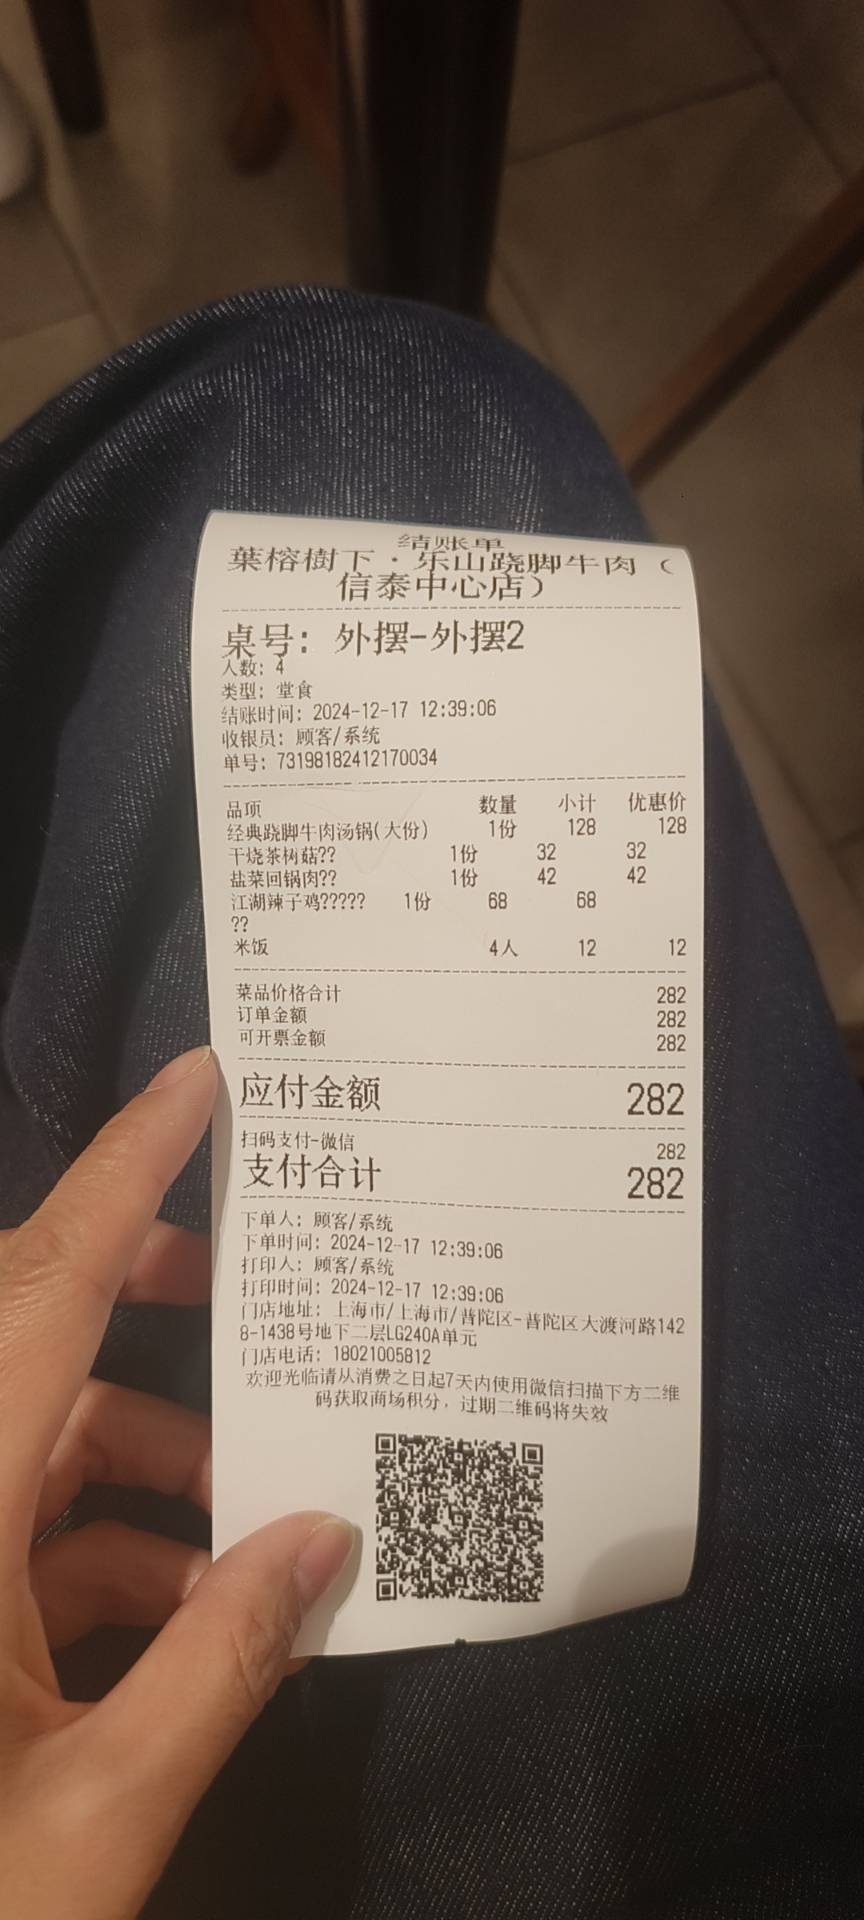 结账单
葉榕樹下·乐山跷脚牛肉(
信泰中心店)
桌号: 外摆-外摆2
人数: 4
类型: 堂食
结账时间: 2024-12-17 12:39:06
收银员: 顾客/系统
单号: 73198182412170034
品项 数量 小计 优惠价
经典跷脚牛肉汤锅(大份) 1份 128 128
干烧茶树菇?? 1份 32 32
盐菜回锅肉?? 1份 42 42
江湖辣子鸡????? 1份 68 68
??
米饭 4人 12 12
菜品价格合计 282
订单金额 282
可开票金额 282
应付金额 282
扫码支付-微信 282
支付合计 282
下单人: 顾客/系统
下单时间: 2024-12-17 12:39:06
打印人: 顾客/系统
打印时间: 2024-12-17 12:39:06
门店地址: 上海市/上海市/普陀区-普陀区大渡河路142
8-1438号地下二层LG240A单元
门店电话: 18021005812
欢迎光临请从消费之日起7天内使用微信扫描下方二维
码获取商场积分，过期二维码将失效